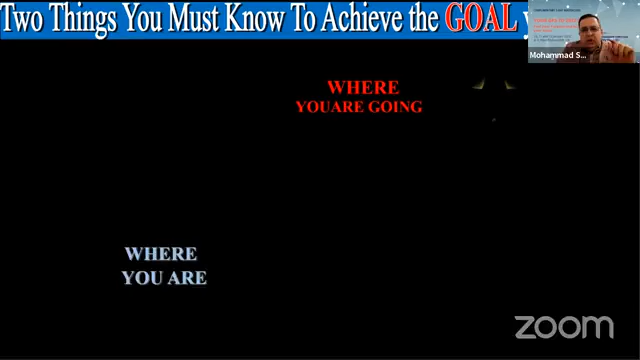 Two Things You Must Know To Achieve the GOAL
WHERE
YOUARE GOING
Mohammad S...
WHERE
YOU ARE
zoom